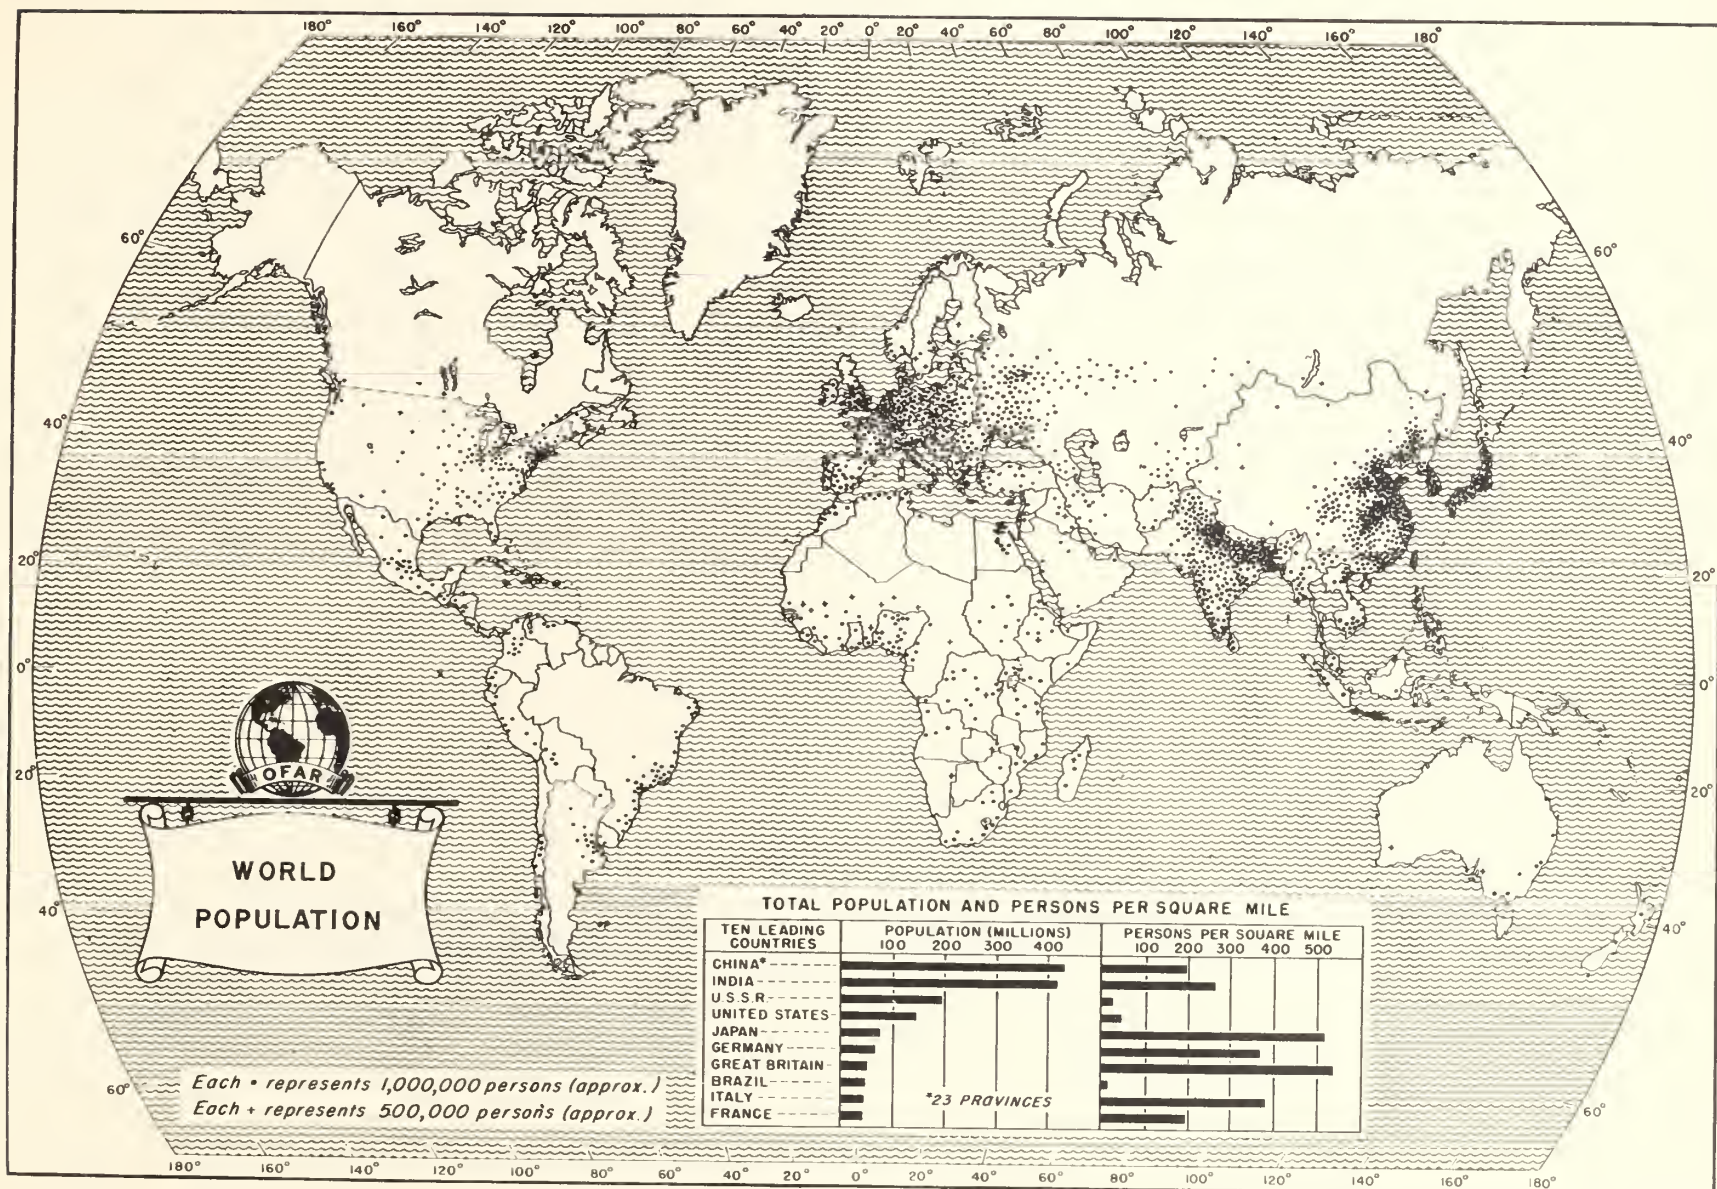 180° 160° 140° 120° 100° 80° 60° 40° 20° 0° 20° 40° 60° 80° 100° 120° 140° 160° 180°
60° 60°
40° 40°
20° 20°
0° 0°
OFAR
20° 20°
WORLD
POPULATION
40° 40°
TOTAL POPULATION AND PERSONS PER SQUARE MILE
TEN LEADING COUNTRIES
POPULATION (MILLIONS)
100 200 300 400
PERSONS PER SQUARE MILE
100 200 300 400 500
CHINA*
INDIA
U.S.S.R.
UNITED STATES
JAPAN
GERMANY
GREAT BRITAIN
BRAZIL
ITALY
FRANCE
*23 PROVINCES
Each • represents 1,000,000 persons (approx.)
Each + represents 500,000 persons (approx.)
60° 60°
180° 160° 140° 120° 100° 80° 60° 40° 20 0° 20° 40° 60° 80° 100° 120° 140° 160° 180°